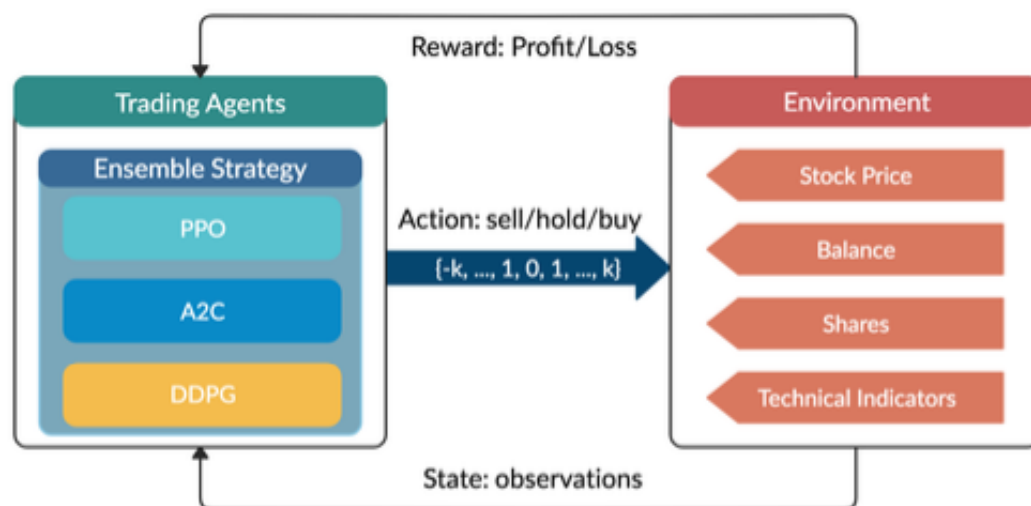 Reward: Profit/Loss
Trading Agents
Ensemble Strategy
PPO
A2C
DDPG
Action: sell/hold/buy
{-k, ..., 1, 0, 1, ..., k}
Environment
Stock Price
Balance
Shares
Technical Indicators
State: observations